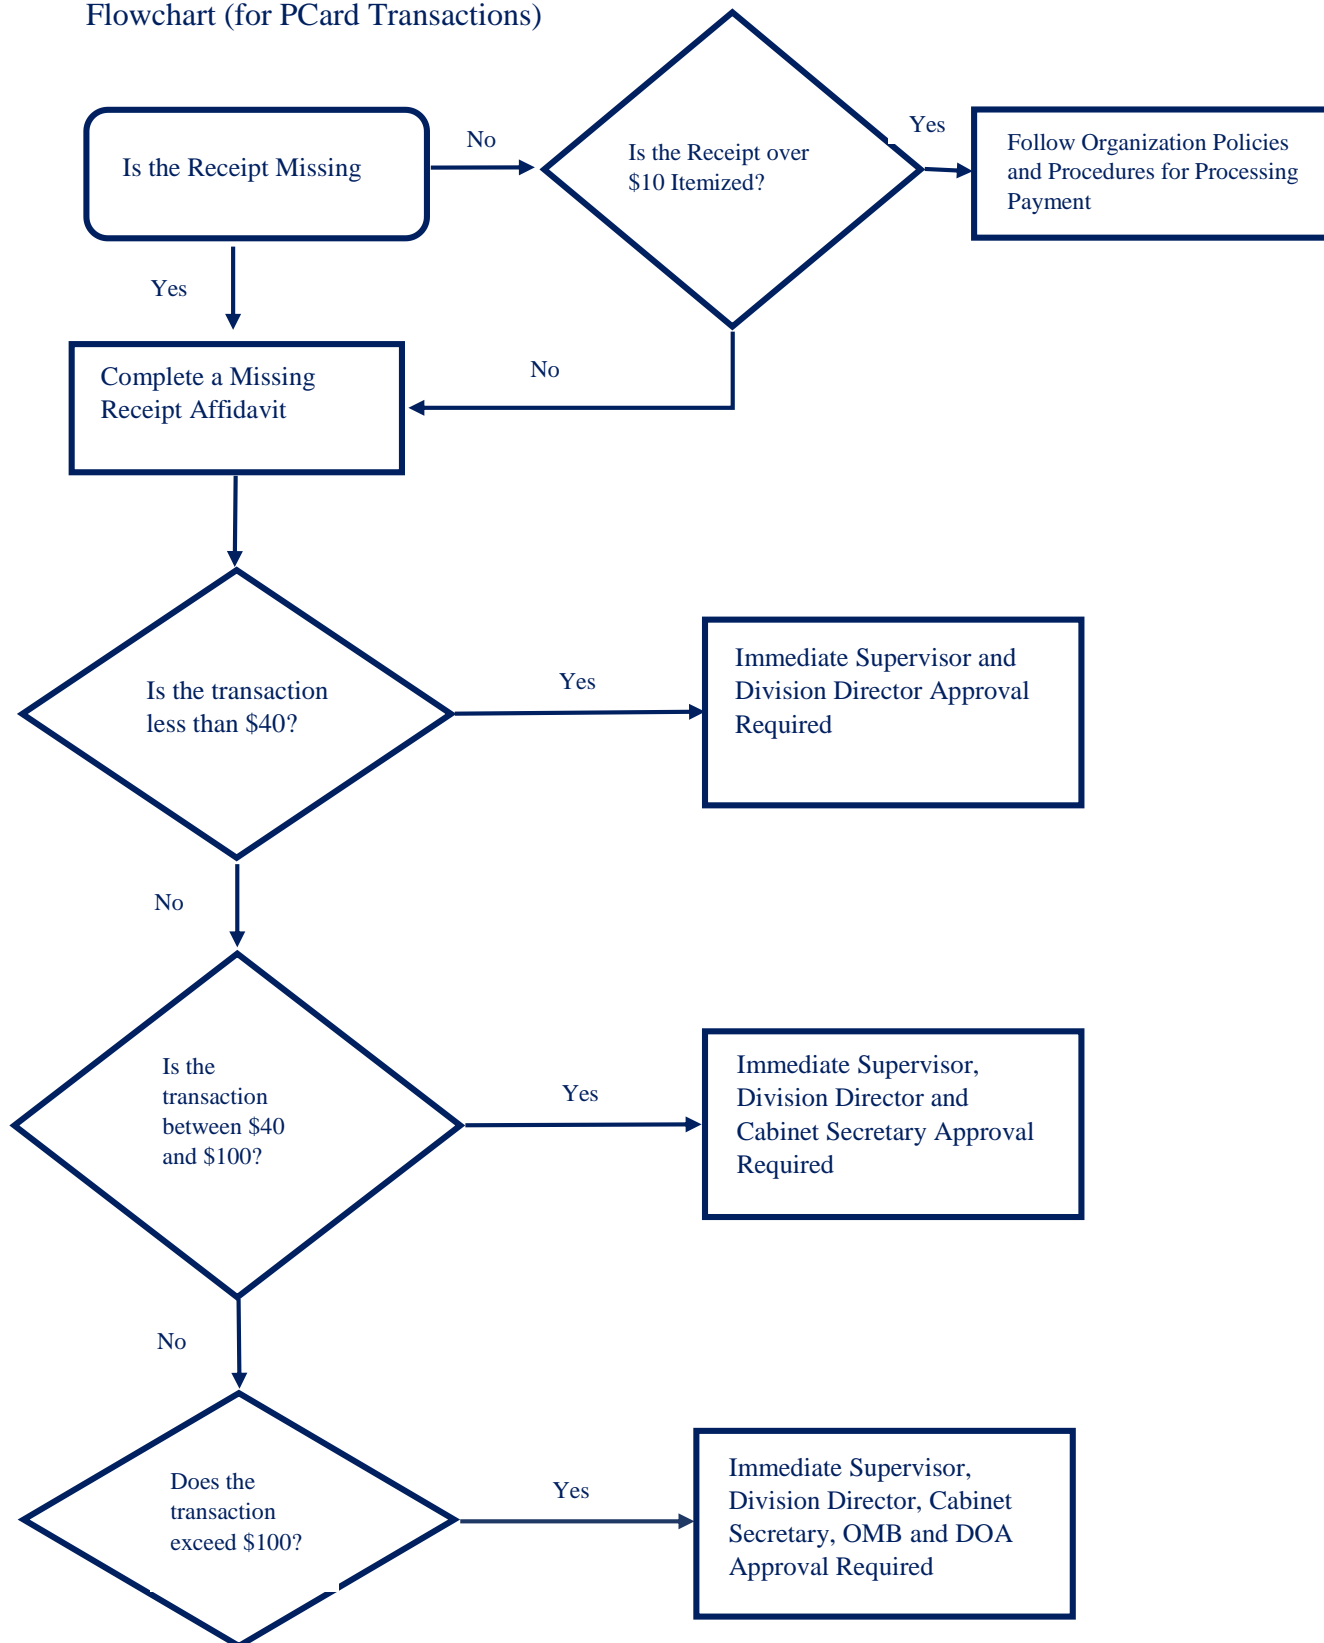 Flowchart (for PCard Transactions)
Is the Receipt Missing
No
Is the Receipt over
$10 Itemized?
Yes
Follow Organization Policies
and Procedures for Processing
Payment
Yes
No
Complete a Missing
Receipt Affidavit
Is the transaction
less than $40?
Yes
Immediate Supervisor and
Division Director Approval
Required
No
Is the
transaction
between $40
and $100?
Yes
Immediate Supervisor,
Division Director and
Cabinet Secretary Approval
Required
No
Does the
transaction
exceed $100?
Yes
Immediate Supervisor,
Division Director, Cabinet
Secretary, OMB and DOA
Approval Required